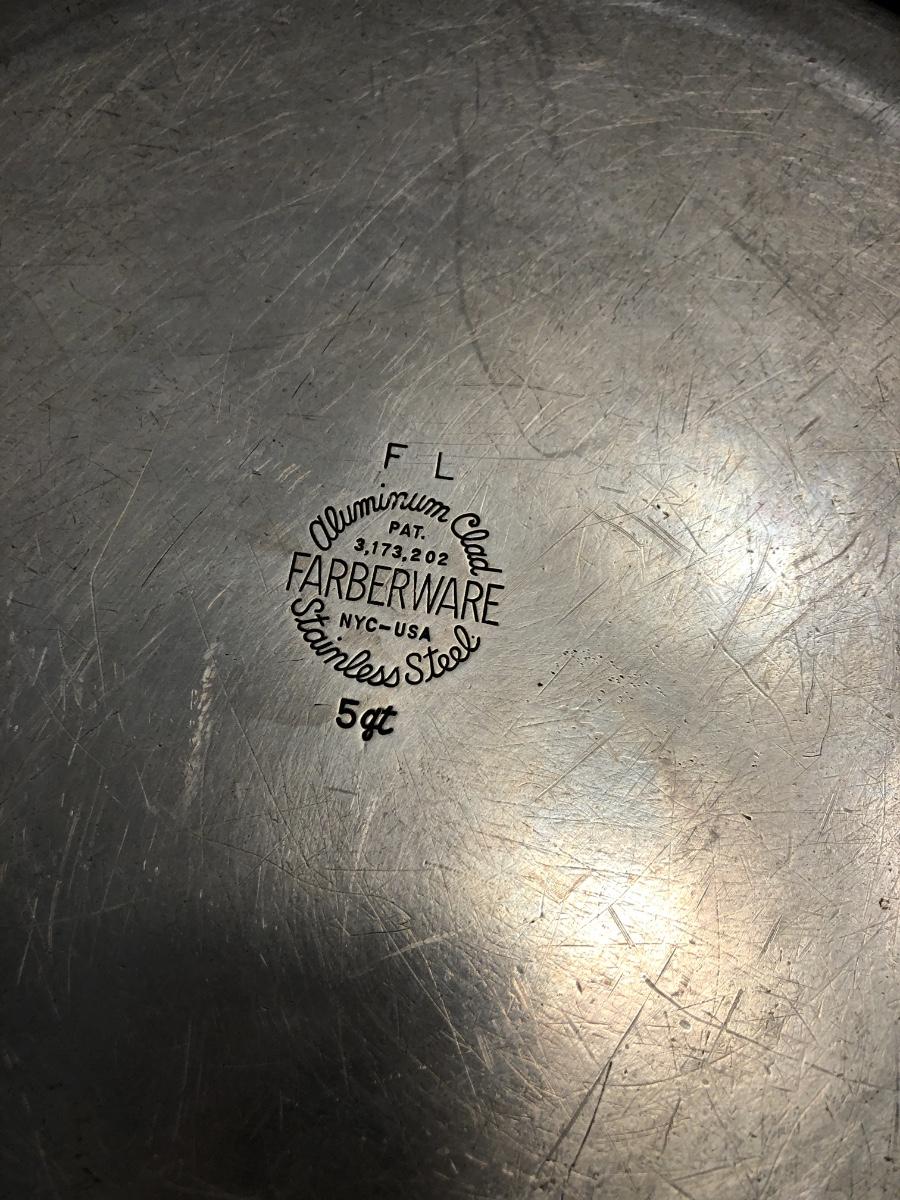 F L
Aluminum Clad
PAT.
3,173,202
FARBERWARE
NYC-USA
Stainless Steel
5 qt